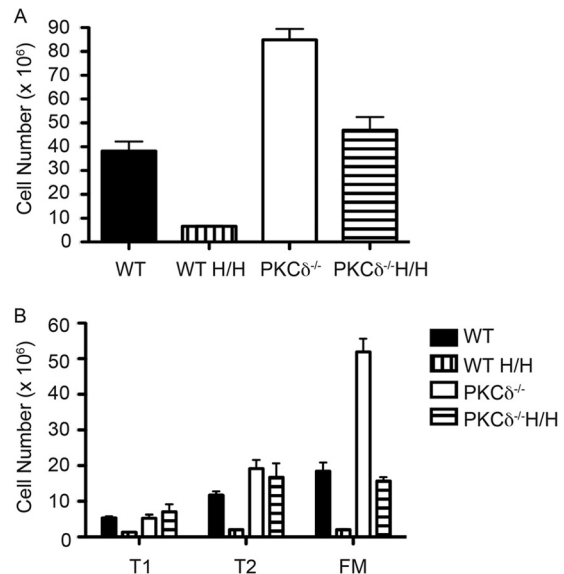 A
Cell Number (x 10⁶)
90
80
70
60
50
40
30
20
10
0
WT
WT H/H
PKCδ⁻/⁻
PKCδ⁻/⁻H/H
B
Cell Number (x 10⁶)
60
50
40
30
20
10
0
T1
T2
FM
WT
WT H/H
PKCδ⁻/⁻
PKCδ⁻/⁻H/H